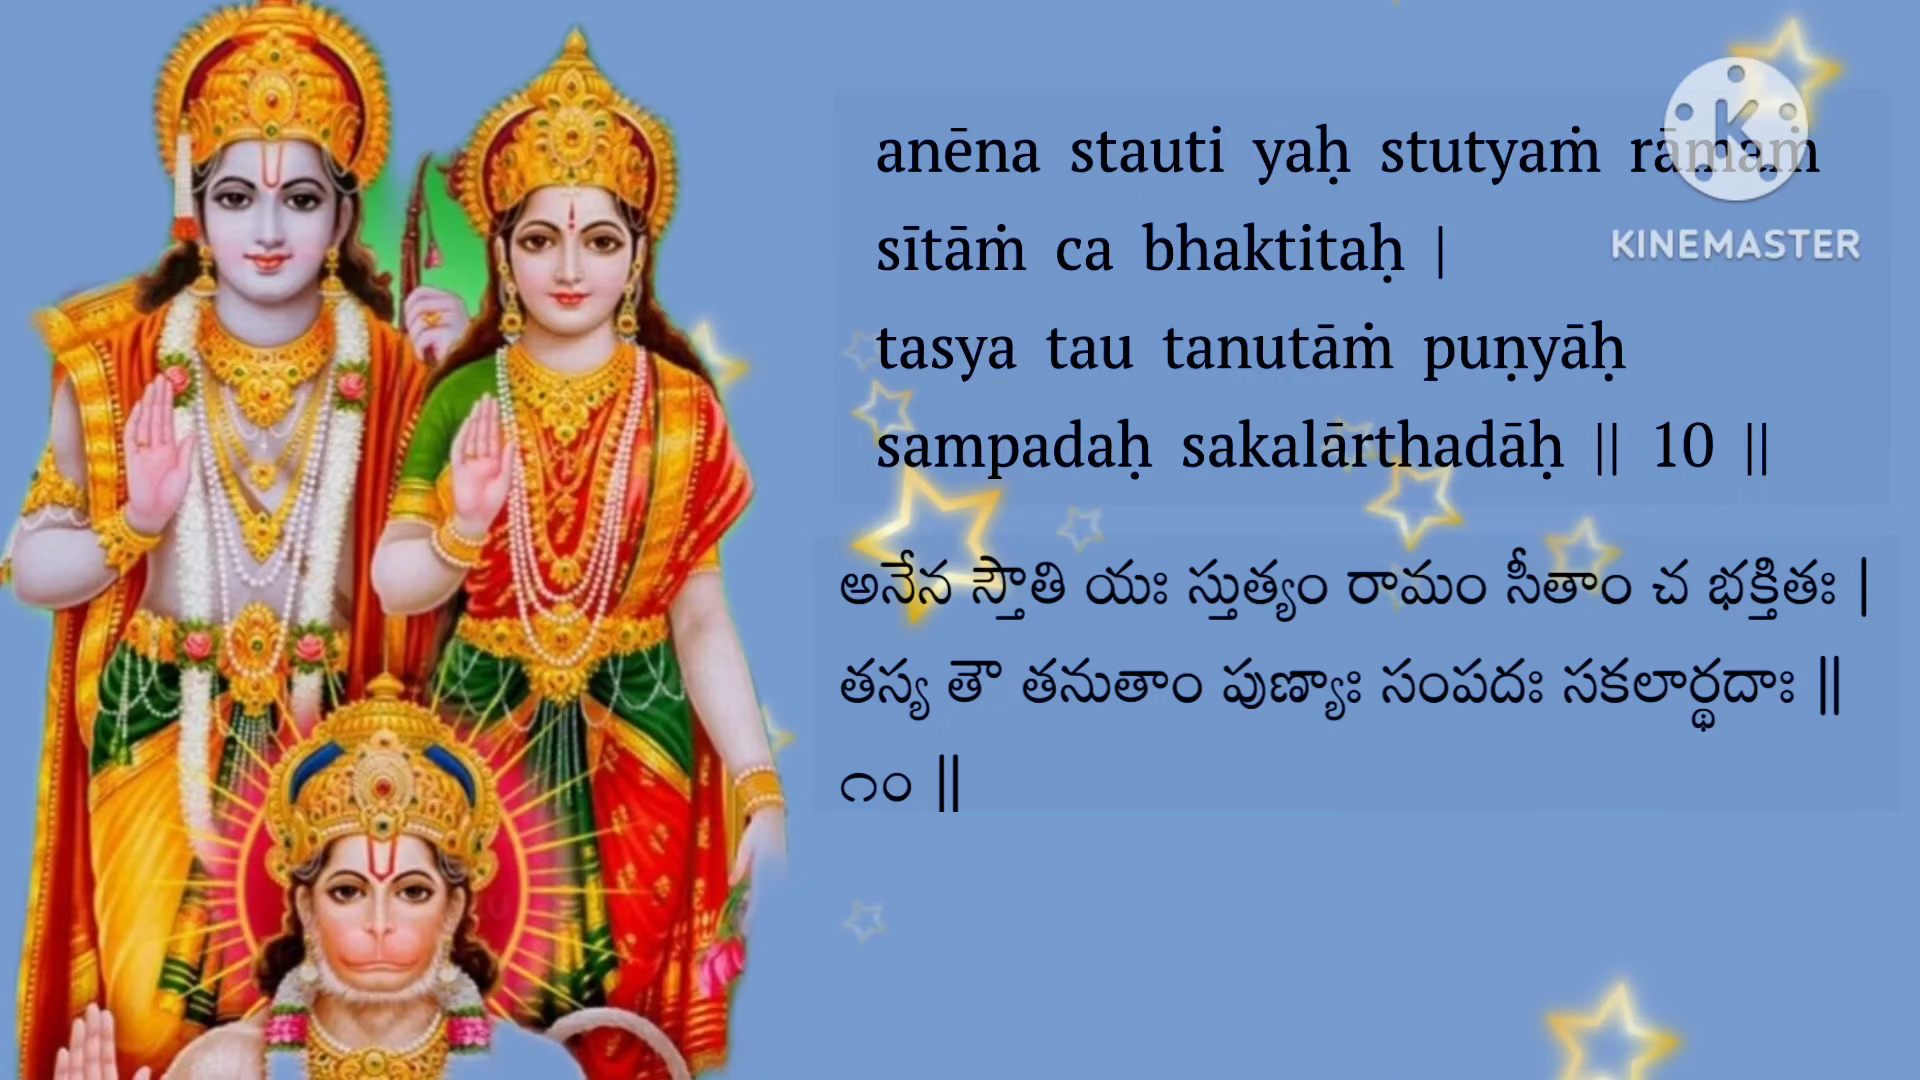 anēna stauti yaḥ stutyaṁ rāmaṁ
sītāṁ ca bhaktitaḥ |
tasya tau tanutāṁ puṇyāḥ
sampadaḥ sakalārthadāḥ || 10 ||
KINEMASTER
అనేన స్తౌతి యః స్తుత్యం రామం సీతాం చ భక్తితః |
తస్య తౌ తనుతాం పుణ్యాః సంపదః సకలార్థదాః ||
౧౦ ||